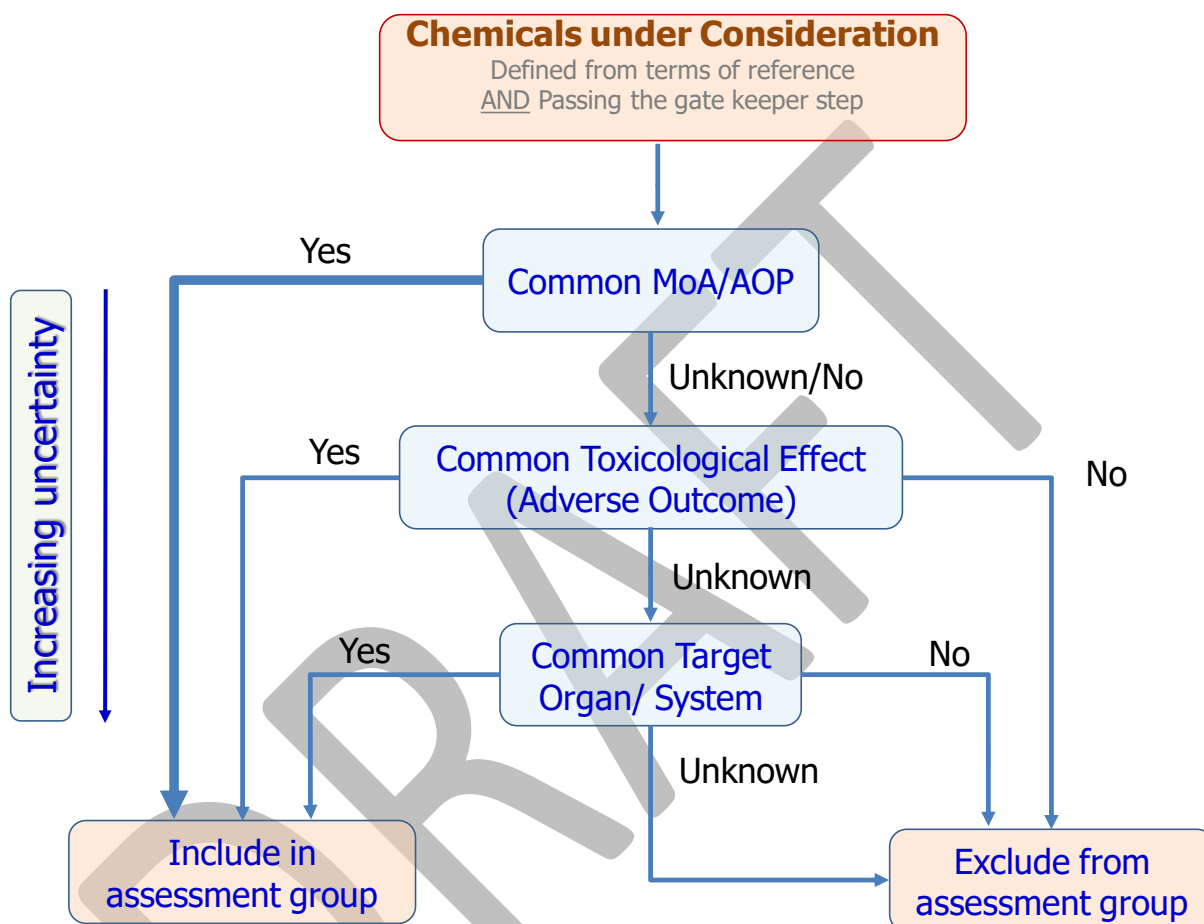 Chemicals under Consideration
Defined from terms of reference
AND Passing the gate keeper step
Yes
Common MoA/AOP
Increasing uncertainty
Unknown/No
Yes
Common Toxicological Effect
(Adverse Outcome)
No
Unknown
Yes
Common Target
Organ/ System
No
Unknown
Include in
assessment group
Exclude from
assessment group
DRAFT